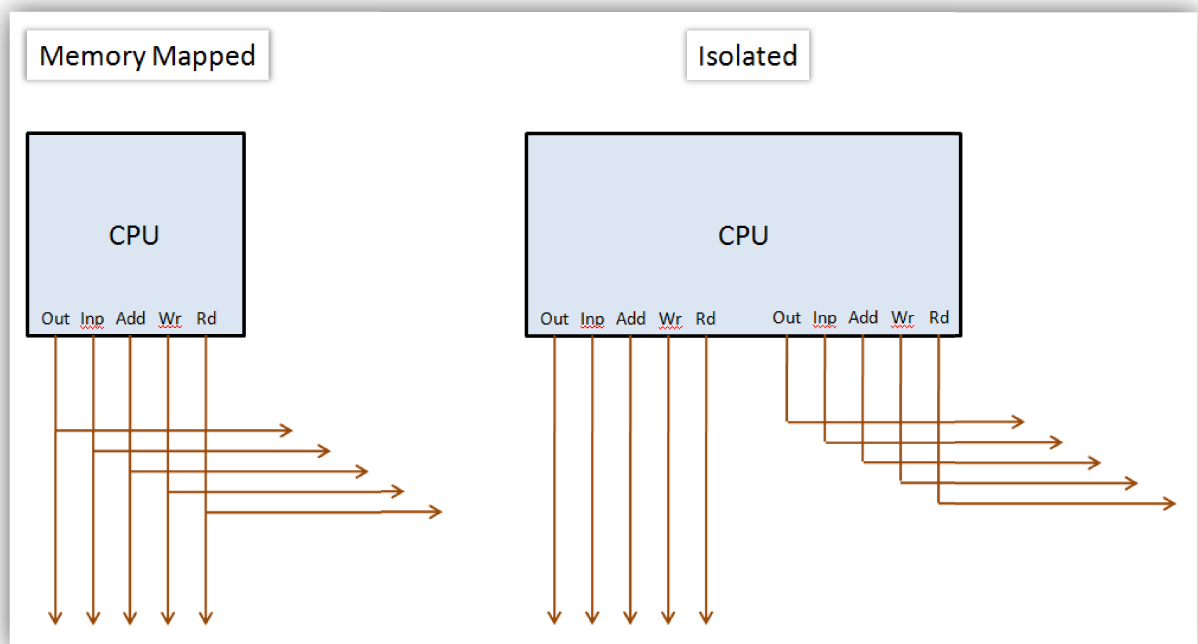 Memory Mapped
Isolated
CPU
CPU
Out Inp Add Wr Rd
Out Inp Add Wr Rd
Out Inp Add Wr Rd